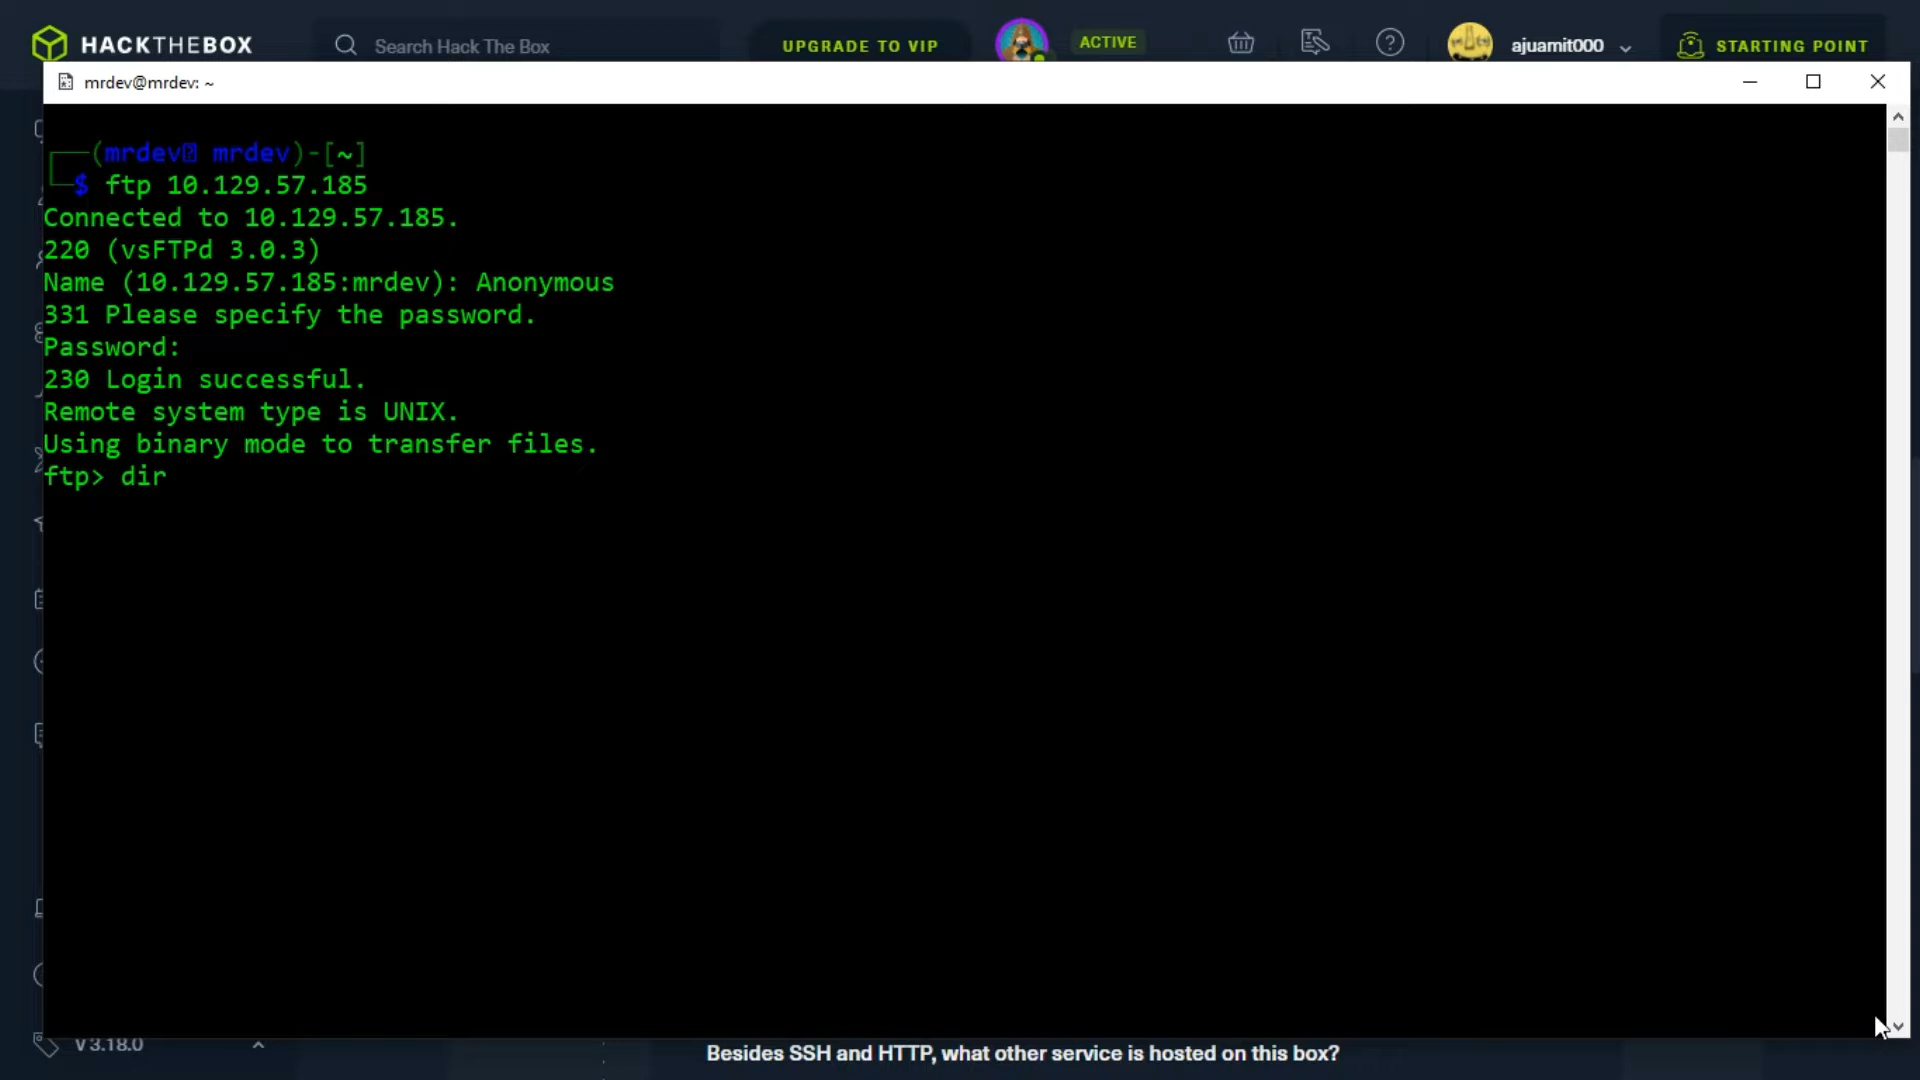 HACKTHEBOX
Search Hack The Box
UPGRADE TO VIP
ACTIVE
ajuamit000
STARTING POINT
mrdev@mrdev: ~
(mrdev mrdev)-[~]
$ ftp 10.129.57.185
Connected to 10.129.57.185.
220 (vsFTPd 3.0.3)
Name (10.129.57.185:mrdev): Anonymous
331 Please specify the password.
Password:
230 Login successful.
Remote system type is UNIX.
Using binary mode to transfer files.
ftp> dir
V 3.18.0
Besides SSH and HTTP, what other service is hosted on this box?